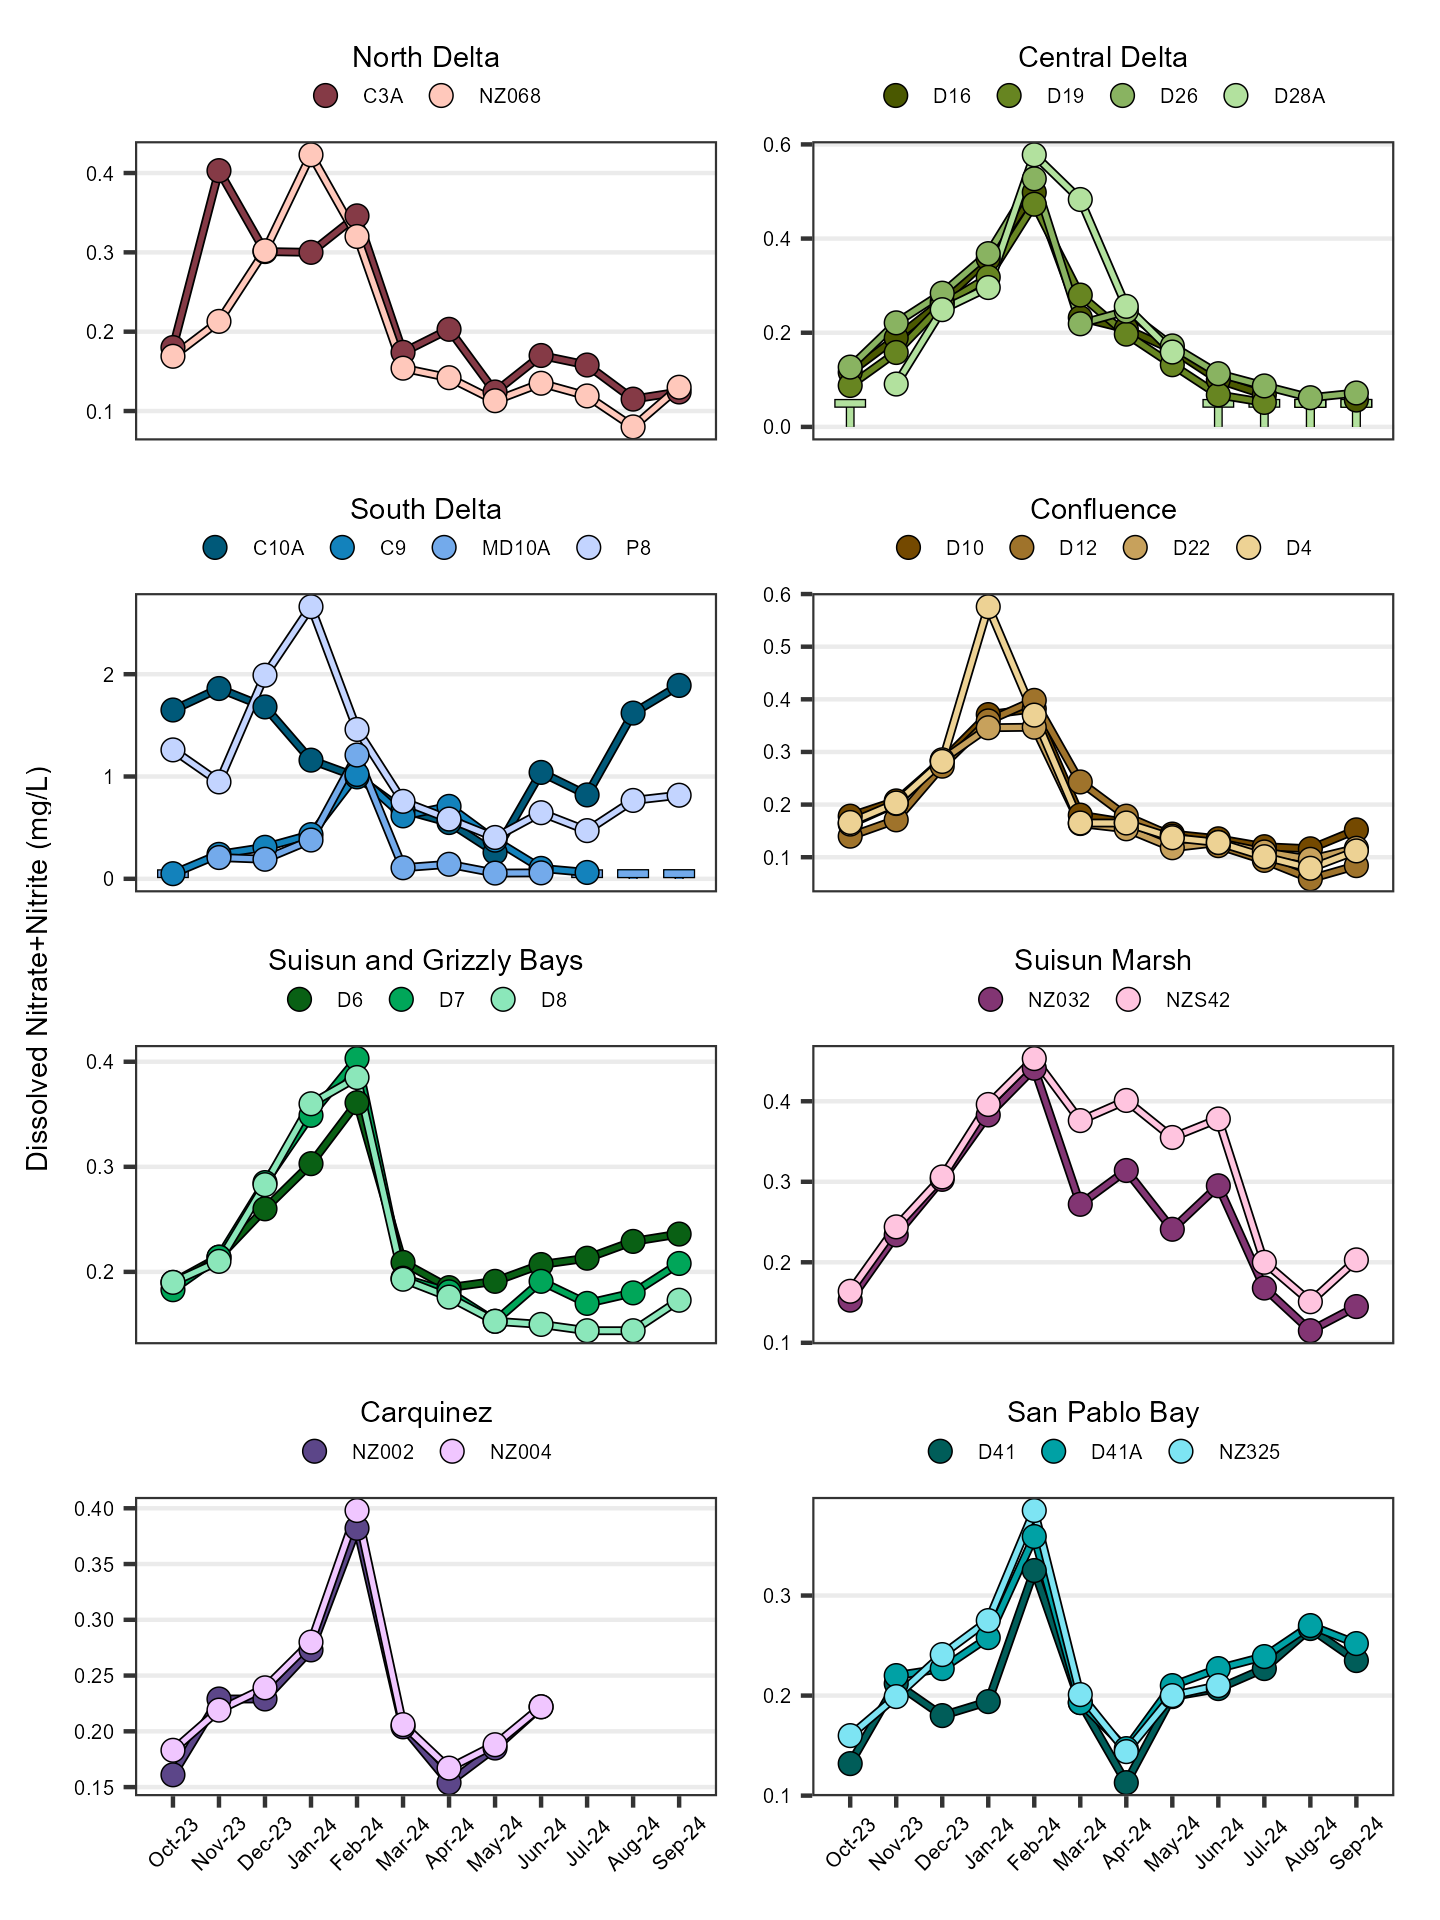 North Delta
C3A NZ068
0.4
0.3
0.2
0.1
Central Delta
D16 D19 D26 D28A
0.6
0.4
0.2
0.0
South Delta
C10A C9 MD10A P8
2
1
0
Confluence
D10 D12 D22 D4
0.6
0.5
0.4
0.3
0.2
0.1
Dissolved Nitrate+Nitrite (mg/L)
Suisun and Grizzly Bays
D6 D7 D8
0.4
0.3
0.2
Suisun Marsh
NZ032 NZS42
0.4
0.3
0.2
0.1
Carquinez
NZ002 NZ004
0.40
0.35
0.30
0.25
0.20
0.15
Oct-23 Nov-23 Dec-23 Jan-24 Feb-24 Mar-24 Apr-24 May-24 Jun-24 Jul-24 Aug-24 Sep-24
San Pablo Bay
D41 D41A NZ325
0.3
0.2
0.1
Oct-23 Nov-23 Dec-23 Jan-24 Feb-24 Mar-24 Apr-24 May-24 Jun-24 Jul-24 Aug-24 Sep-24